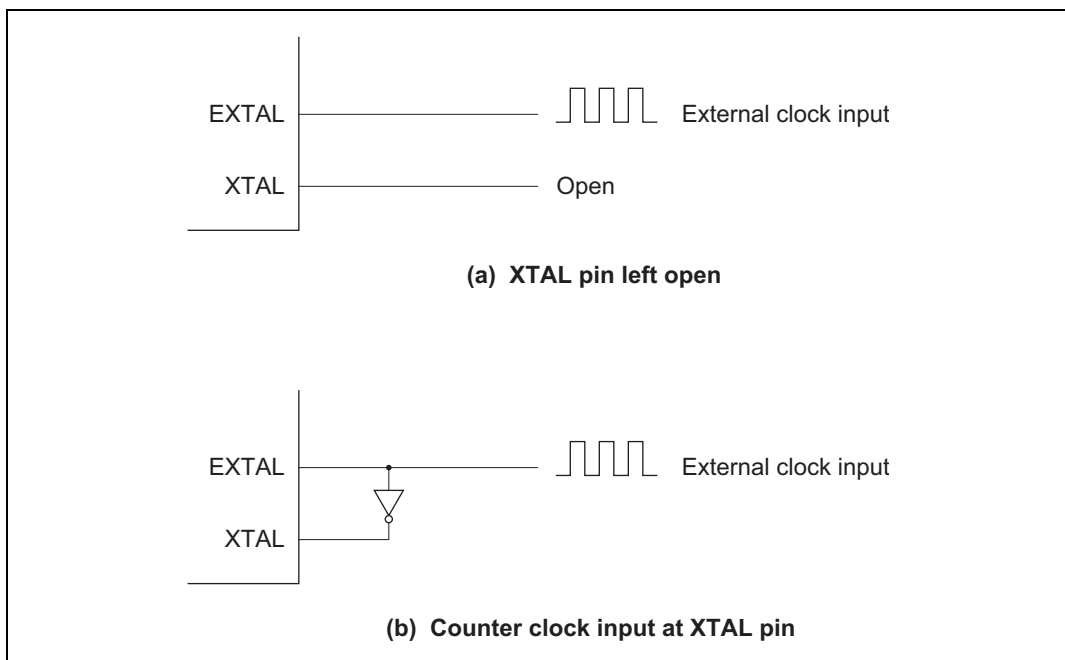 EXTAL External clock input
XTAL Open
(a) XTAL pin left open
EXTAL External clock input
XTAL
(b) Counter clock input at XTAL pin